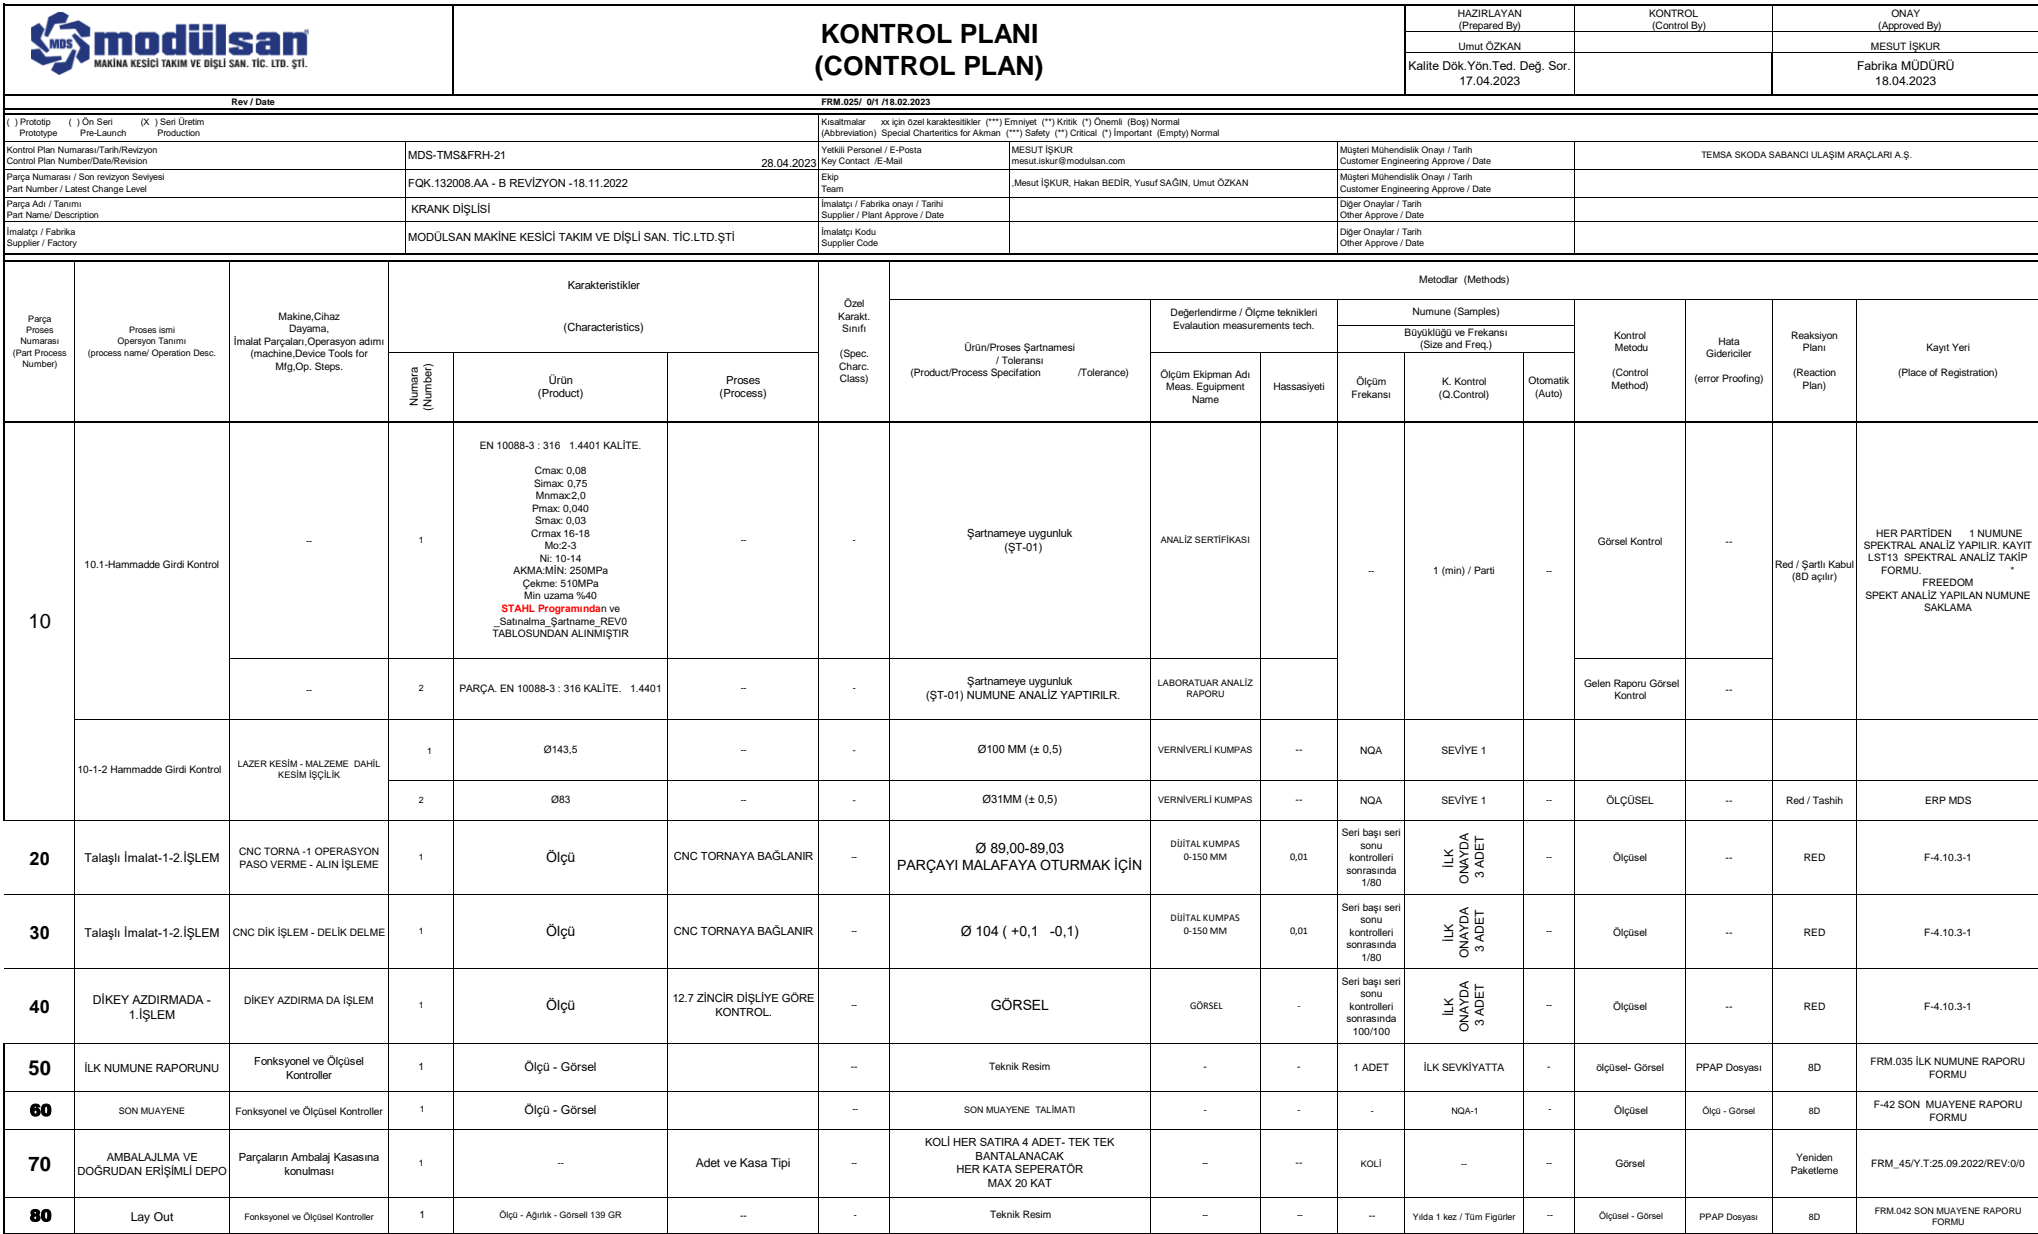 MDS modülsan
MAKİNA KESİCİ TAKIM VE DİŞLİ SAN. TİC. LTD. ŞTİ.
KONTROL PLANI
(CONTROL PLAN)
HAZIRLAYAN
(Prepared By)
KONTROL
(Control By)
ONAY
(Approved By)
Umut ÖZKAN
MESUT İŞKUR
Kalite Dök.Yön.Ted. Değ. Sor.
17.04.2023
Fabrika MÜDÜRÜ
18.04.2023
Rev / Date
FRM.025/ 0/1 /18.02.2023
( ) Prototip ( ) Ön Seri (X ) Seri Üretim
Prototype Pre-Launch Production
Kısaltmalar xx için özel karaktesitikler (***) Emniyet (**) Kritik (*) Önemli (Boş) Normal
(Abbreviation) Special Charteritics for Akman (***) Safety (**) Critical (*) İmportant (Empty) Normal
Kontrol Plan Numarası/Tarih/Revizyon
Control Plan Number/Date/Revision
MDS-TMS&FRH-21
28.04.2023
Yetkili Personel / E-Posta
Key Contact /E-Mail
MESUT İŞKUR
mesut.iskur@modulsan.com
Müşteri Mühendislik Onayı / Tarih
Customer Engineering Approve / Date
TEMSA SKODA SABANCI ULAŞIM ARAÇLARI A.Ş.
Parça Numarası / Son revizyon Seviyesi
Part Number / Latest Change Level
FQK.132008.AA - B REVİZYON -18.11.2022
Ekip
Team
,Mesut İŞKUR, Hakan BEDİR, Yusuf SAĞIN, Umut ÖZKAN
Müşteri Mühendislik Onayı / Tarih
Customer Engineering Approve / Date
Parça Adı / Tanımı
Part Name/ Description
KRANK DİŞLİSİ
İmalatçı / Fabrika onayı / Tarihi
Supplier / Plant Approve / Date
Diğer Onaylar / Tarih
Other Approve / Date
İmalatçı / Fabrika
Supplier / Factory
MODÜLSAN MAKİNE KESİCİ TAKIM VE DİŞLİ SAN. TİC.LTD.ŞTİ
İmalatçı Kodu
Supplier Code
Diğer Onaylar / Tarih
Other Approve / Date
Parça
Proses
Numarası
(Part Process
Number)
Proses ismi
Opersyon Tanımı
(process name/ Operation Desc.
Makine,Cihaz
Dayama,
İmalat Parçaları,Operasyon adımı
(machine,Device Tools for
Mfg,Op. Steps.
Karakteristikler
(Characteristics)
Numara
(Number)
Ürün
(Product)
Proses
(Process)
Özel
Karakt.
Sınıfı
(Spec.
Charc.
Class)
Metodlar (Methods)
Ürün/Proses Şartnamesi
/ Toleransı
(Product/Process Specifation /Tolerance)
Değerlendirme / Ölçme teknikleri
Evalaution measurements tech.
Ölçüm Ekipman Adı
Meas. Eguipment
Name
Hassasiyeti
Numune (Samples)
Büyüklüğü ve Frekansı
(Size and Freq.)
Ölçüm
Frekansı
K. Kontrol
(Q.Control)
Otomatik
(Auto)
Kontrol
Metodu
(Control
Method)
Hata
Gidericiler
(error Proofing)
Reaksiyon
Planı
(Reaction
Plan)
Kayıt Yeri
(Place of Registration)
10
10.1-Hammadde Girdi Kontrol
--
1
EN 10088-3 : 316 1.4401 KALİTE.
Cmax: 0,08
Simax: 0,75
Mnmax:2,0
Pmax: 0,040
Smax: 0,03
Crmax 16-18
Mo:2-3
Ni: 10-14
AKMA:MİN: 250MPa
Çekme: 510MPa
Min uzama %40
STAHL Programından ve
_Satınalma_Şartname_REV0
TABLOSUNDAN ALINMIŞTIR
--
-
Şartnameye uygunluk
(ŞT-01)
ANALİZ SERTİFİKASI
--
1 (min) / Parti
--
Görsel Kontrol
--
Red / Şartlı Kabul
(8D açılır)
HER PARTİDEN 1 NUMUNE
SPEKTRAL ANALİZ YAPILIR. KAYIT
LST13 SPEKTRAL ANALİZ TAKİP
FORMU. *
FREEDOM
SPEKT ANALİZ YAPILAN NUMUNE
SAKLAMA
--
2
PARÇA. EN 10088-3 : 316 KALİTE. 1.4401
--
-
Şartnameye uygunluk
(ŞT-01) NUMUNE ANALİZ YAPTIRILR.
LABORATUAR ANALİZ
RAPORU
Gelen Raporu Görsel
Kontrol
--
10-1-2 Hammadde Girdi Kontrol
LAZER KESİM - MALZEME DAHİL
KESİM İŞÇİLİK
1
Ø143,5
--
-
Ø100 MM (± 0,5)
VERNİVERLİ KUMPAS
--
NQA
SEVİYE 1
2
Ø83
--
-
Ø31MM (± 0,5)
VERNİVERLİ KUMPAS
--
NQA
SEVİYE 1
--
ÖLÇÜSEL
--
Red / Tashih
ERP MDS
20
Talaşlı İmalat-1-2.İŞLEM
CNC TORNA -1 OPERASYON
PASO VERME - ALIN İŞLEME
1
Ölçü
CNC TORNAYA BAĞLANIR
--
Ø 89,00-89,03
PARÇAYI MALAFAYA OTURMAK İÇİN
DİJİTAL KUMPAS
0-150 MM
0,01
Seri başı seri
sonu
kontrolleri
sonrasında
1/80
İLK
ONAYDA
3 ADET
--
Ölçüsel
--
RED
F-4.10.3-1
30
Talaşlı İmalat-1-2.İŞLEM
CNC DİK İŞLEM - DELİK DELME
1
Ölçü
CNC TORNAYA BAĞLANIR
--
Ø 104 ( +0,1 -0,1)
DİJİTAL KUMPAS
0-150 MM
0,01
Seri başı seri
sonu
kontrolleri
sonrasında
1/80
İLK
ONAYDA
3 ADET
--
Ölçüsel
--
RED
F-4.10.3-1
40
DİKEY AZDIRMADA -
1.İŞLEM
DİKEY AZDIRMA DA İŞLEM
1
Ölçü
12.7 ZİNCİR DİŞLİYE GÖRE
KONTROL.
--
GÖRSEL
GÖRSEL
-
Seri başı seri
sonu
kontrolleri
sonrasında
100/100
İLK
ONAYDA
3 ADET
--
Ölçüsel
--
RED
F-4.10.3-1
50
İLK NUMUNE RAPORUNU
Fonksyonel ve Ölçüsel
Kontroller
1
Ölçü - Görsel
--
Teknik Resim
-
-
1 ADET
İLK SEVKİYATTA
-
ölçüsel- Görsel
PPAP Dosyası
8D
FRM.035 İLK NUMUNE RAPORU
FORMU
60
SON MUAYENE
Fonksyonel ve Ölçüsel Kontroller
1
Ölçü - Görsel
--
SON MUAYENE TALİMATI
-
-
-
NQA-1
-
Ölçüsel
Ölçü - Görsel
8D
F-42 SON MUAYENE RAPORU
FORMU
70
AMBALAJLMA VE
DOĞRUDAN ERİŞİMLİ DEPO
Parçaların Ambalaj Kasasına
konulması
1
--
Adet ve Kasa Tipi
--
KOLİ HER SATIRA 4 ADET- TEK TEK
BANTALANACAK
HER KATA SEPERATÖR
MAX 20 KAT
--
--
KOLİ
--
--
Görsel
Yeniden
Paketleme
FRM_45/Y.T:25.09.2022/REV:0/0
80
Lay Out
Fonksyonel ve Ölçüsel Kontroller
1
Ölçü - Ağırlık - Görsell 139 GR
--
-
Teknik Resim
--
--
--
Yılda 1 kez / Tüm Figürler
--
Ölçüsel - Görsel
PPAP Dosyası
8D
FRM.042 SON MUAYENE RAPORU
FORMU